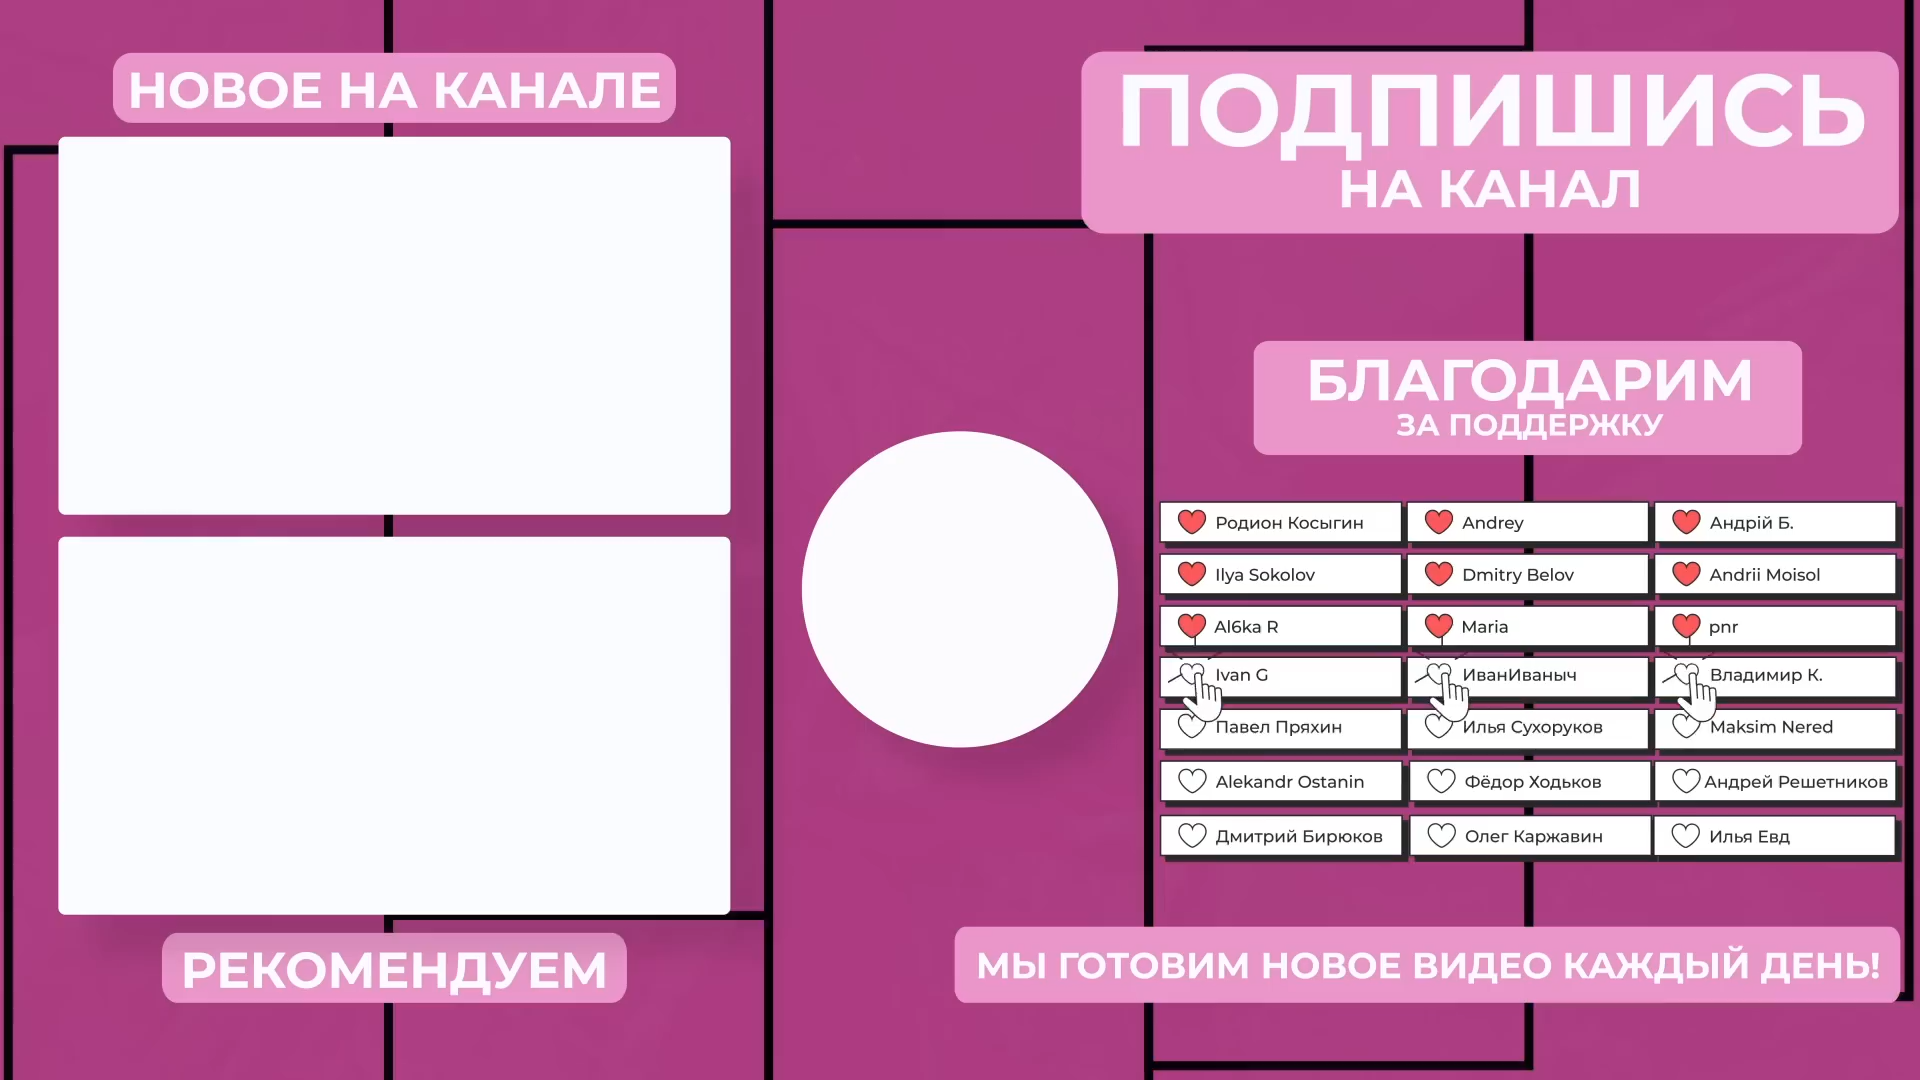 НОВОЕ НА КАНАЛЕ
РЕКОМЕНДУЕМ
ПОДПИШИСЬ
НА КАНАЛ
БЛАГОДАРИМ
ЗА ПОДДЕРЖКУ
Родион Косыгин Andrey Андрій Б.
Ilya Sokolov Dmitry Belov Andrii Moisol
Al6ka R Maria pnr
Ivan G ИванИваныч Владимир К.
Павел Пряхин Илья Сухоруков Maksim Nered
Alekandr Ostanin Фёдор Ходьков Андрей Решетников
Дмитрий Бирюков Олег Каржавин Илья Евд
МЫ ГОТОВИМ НОВОЕ ВИДЕО КАЖДЫЙ ДЕНЬ!